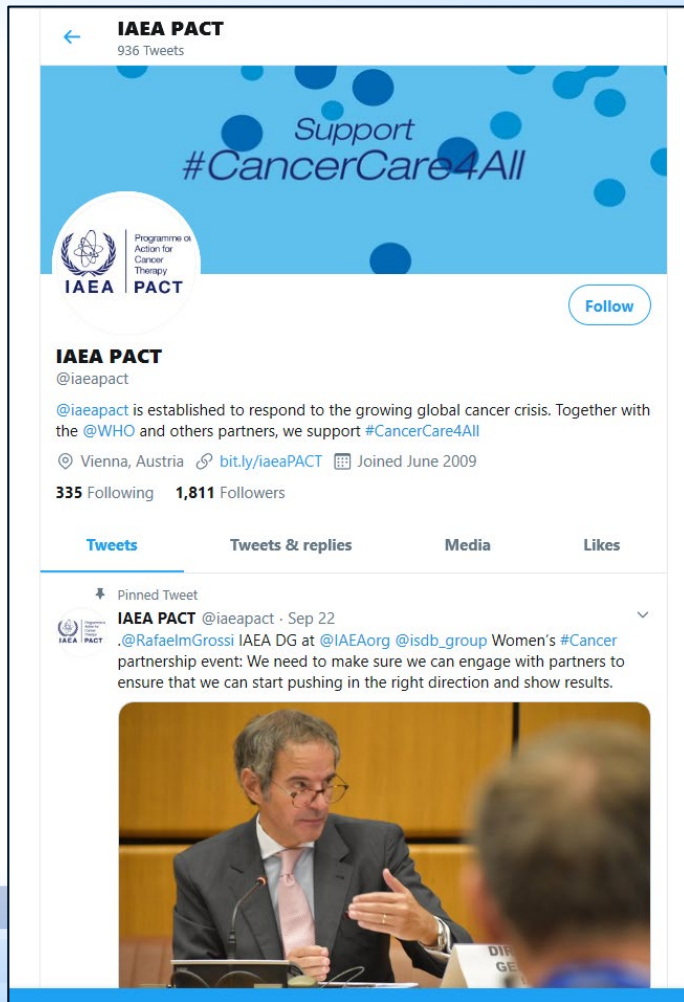 IAEA PACT
936 Tweets
Support
#CancerCare4All
Programme of
Action for
Cancer
Therapy
IAEA PACT
Follow
IAEA PACT
@iaeapact
@iaeapact is established to respond to the growing global cancer crisis. Together with
the @WHO and others partners, we support #CancerCare4All
Vienna, Austria bit.ly/iaeaPACT Joined June 2009
335 Following 1,811 Followers
Tweets Tweets & replies Media Likes
Pinned Tweet
IAEA PACT @iaeapact · Sep 22
.@RafaelmGrossi IAEA DG at @IAEAorg @isdb_group Women's #Cancer
partnership event: We need to make sure we can engage with partners to
ensure that we can start pushing in the right direction and show results.
IAEA PACT
DIR
GE